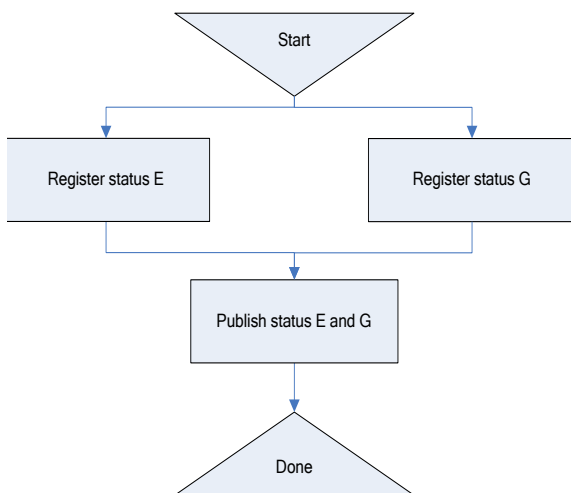 Start
Register status E
Register status G
Publish status E and G
Done